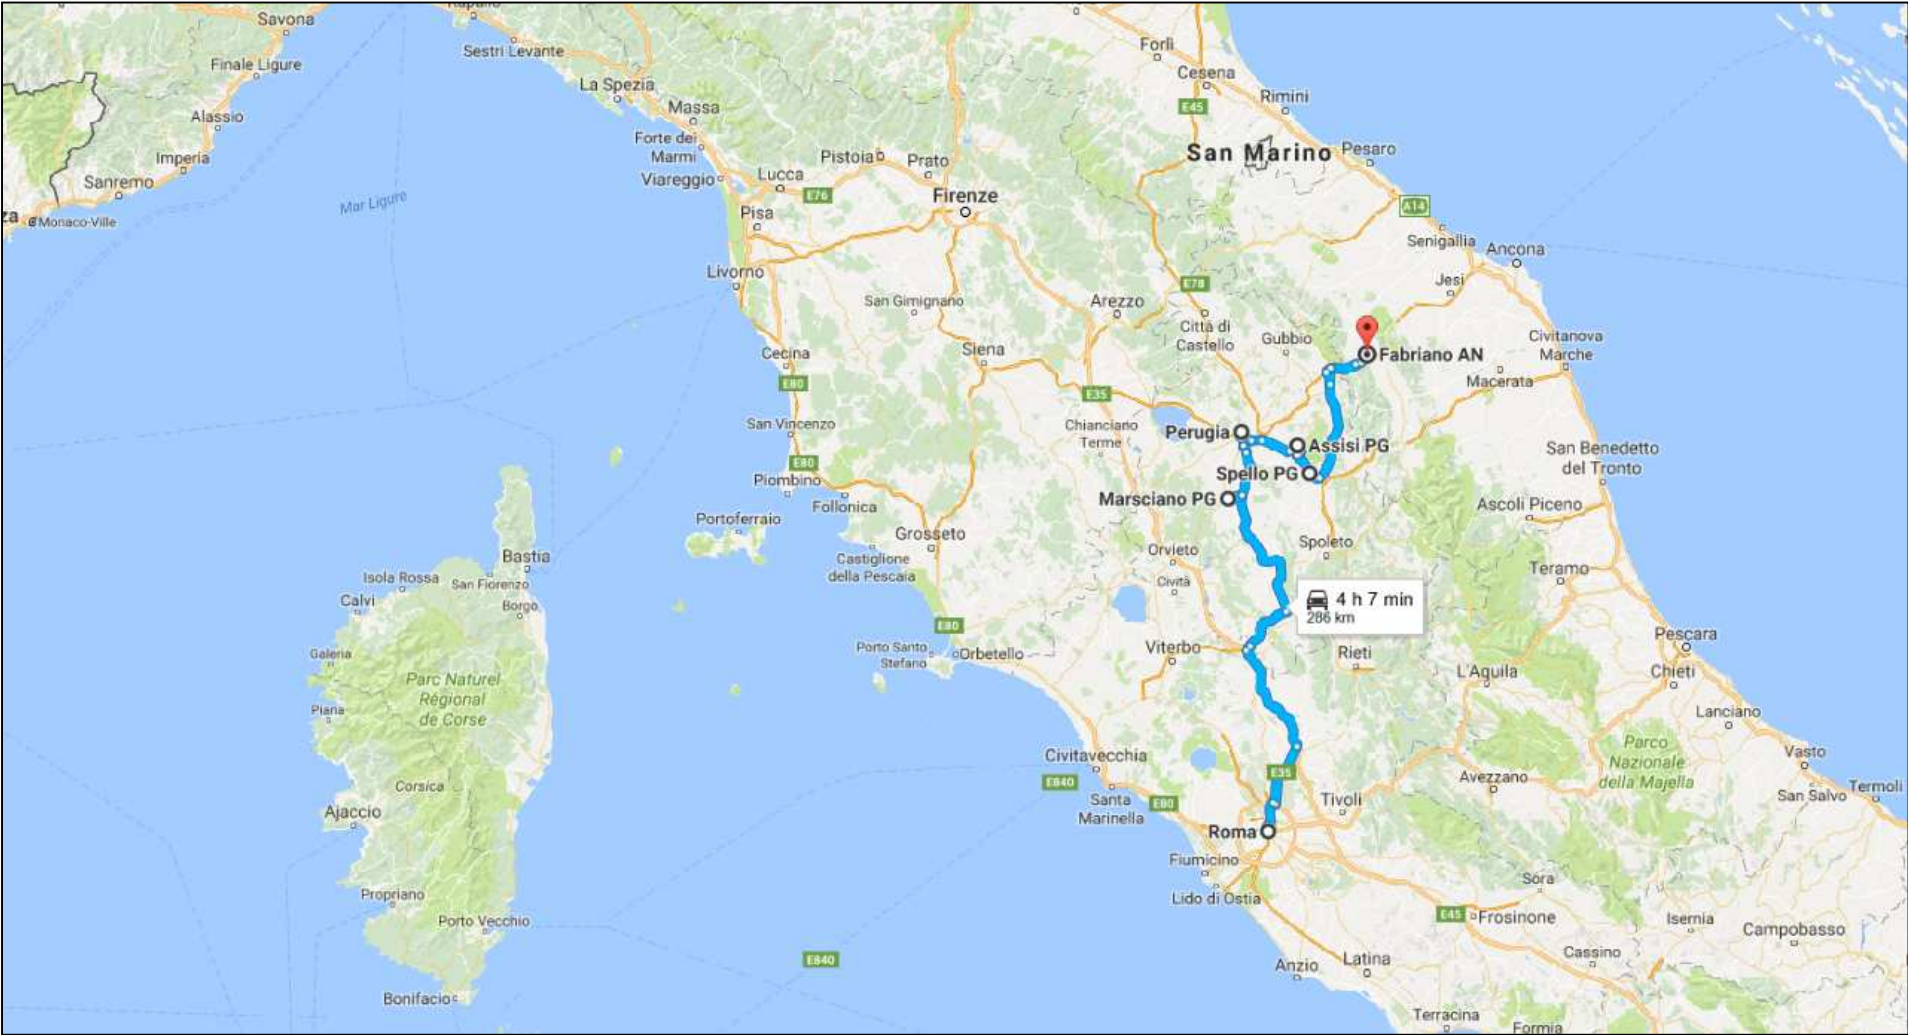 Savona
Rapallo
Sestri Levante
Finale Ligure
La Spezia
Alassio
Massa
Forte dei
Marmi
Imperia
Viareggio
Sanremo
Monaco-Ville
Mar Ligure
Lucca
Pistoia
Prato
E76
Firenze
Pisa
Livorno
Forlì
Cesena
E45
Rimini
San Marino
Pesaro
A14
Senigallia
Ancona
Jesi
E78
San Gimignano
Arezzo
Città di
Castello
Gubbio
Fabriano AN
Civitanova
Marche
Macerata
Cecina
Siena
E80
E35
San Vincenzo
Chianciano
Terme
Perugia
Assisi PG
Spello PG
Marsciano PG
San Benedetto
del Tronto
Ascoli Piceno
E80
Piombino
Follonica
Portoferraio
Grosseto
Castiglione
della Pescaia
Orvieto
Cività
Spoleto
Teramo
Bastia
Isola Rossa
San Fiorenzo
Calvi
Borgo
4 h 7 min
286 km
E80
Porto Santo
Stefano
Orbetello
Viterbo
Rieti
L'Aquila
Pescara
Chieti
Lanciano
Galeria
Parc Naturel
Régional
de Corse
Piana
Corsica
Ajaccio
Civitavecchia
E840
Santa
Marinella
E80
E35
Tivoli
Avezzano
Parco
Nazionale
della Majella
Vasto
Termoli
San Salvo
Roma
Fiumicino
Lido di Ostia
Sora
E45
Frosinone
Isernia
Campobasso
Propriano
Porto Vecchio
E840
Anzio
Latina
Cassino
Bonifacio
Terracina
Formia